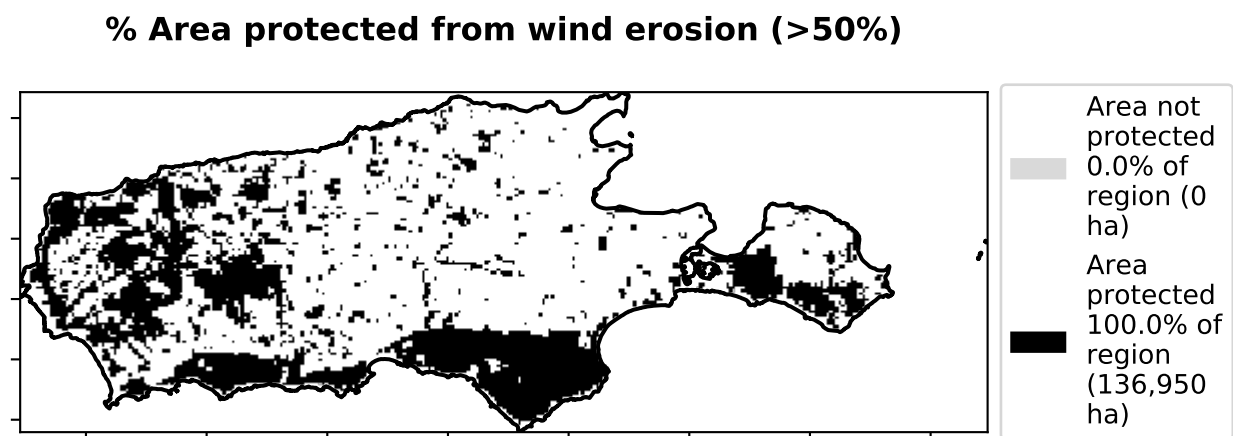 % Area protected from wind erosion (>50%)
Area not
protected
0.0% of
region (0
ha)
Area
protected
100.0% of
region
(136,950
ha)